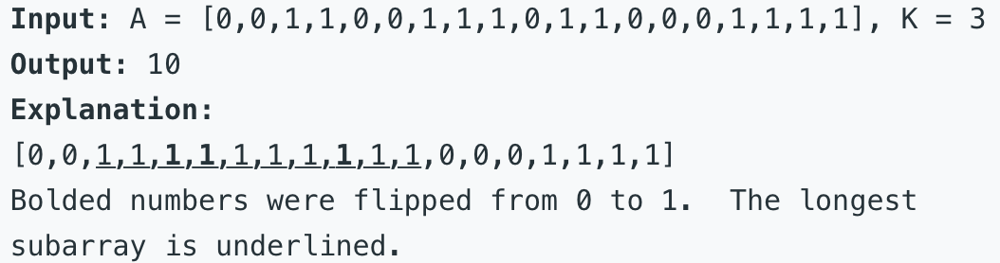 Input: A = [0,0,1,1,0,0,1,1,1,0,1,1,0,0,0,1,1,1,1], K = 3
Output: 10
Explanation:
[0,0,1,1,1,1,1,1,1,1,1,1,0,0,0,1,1,1,1]
Bolded numbers were flipped from 0 to 1.  The longest
subarray is underlined.